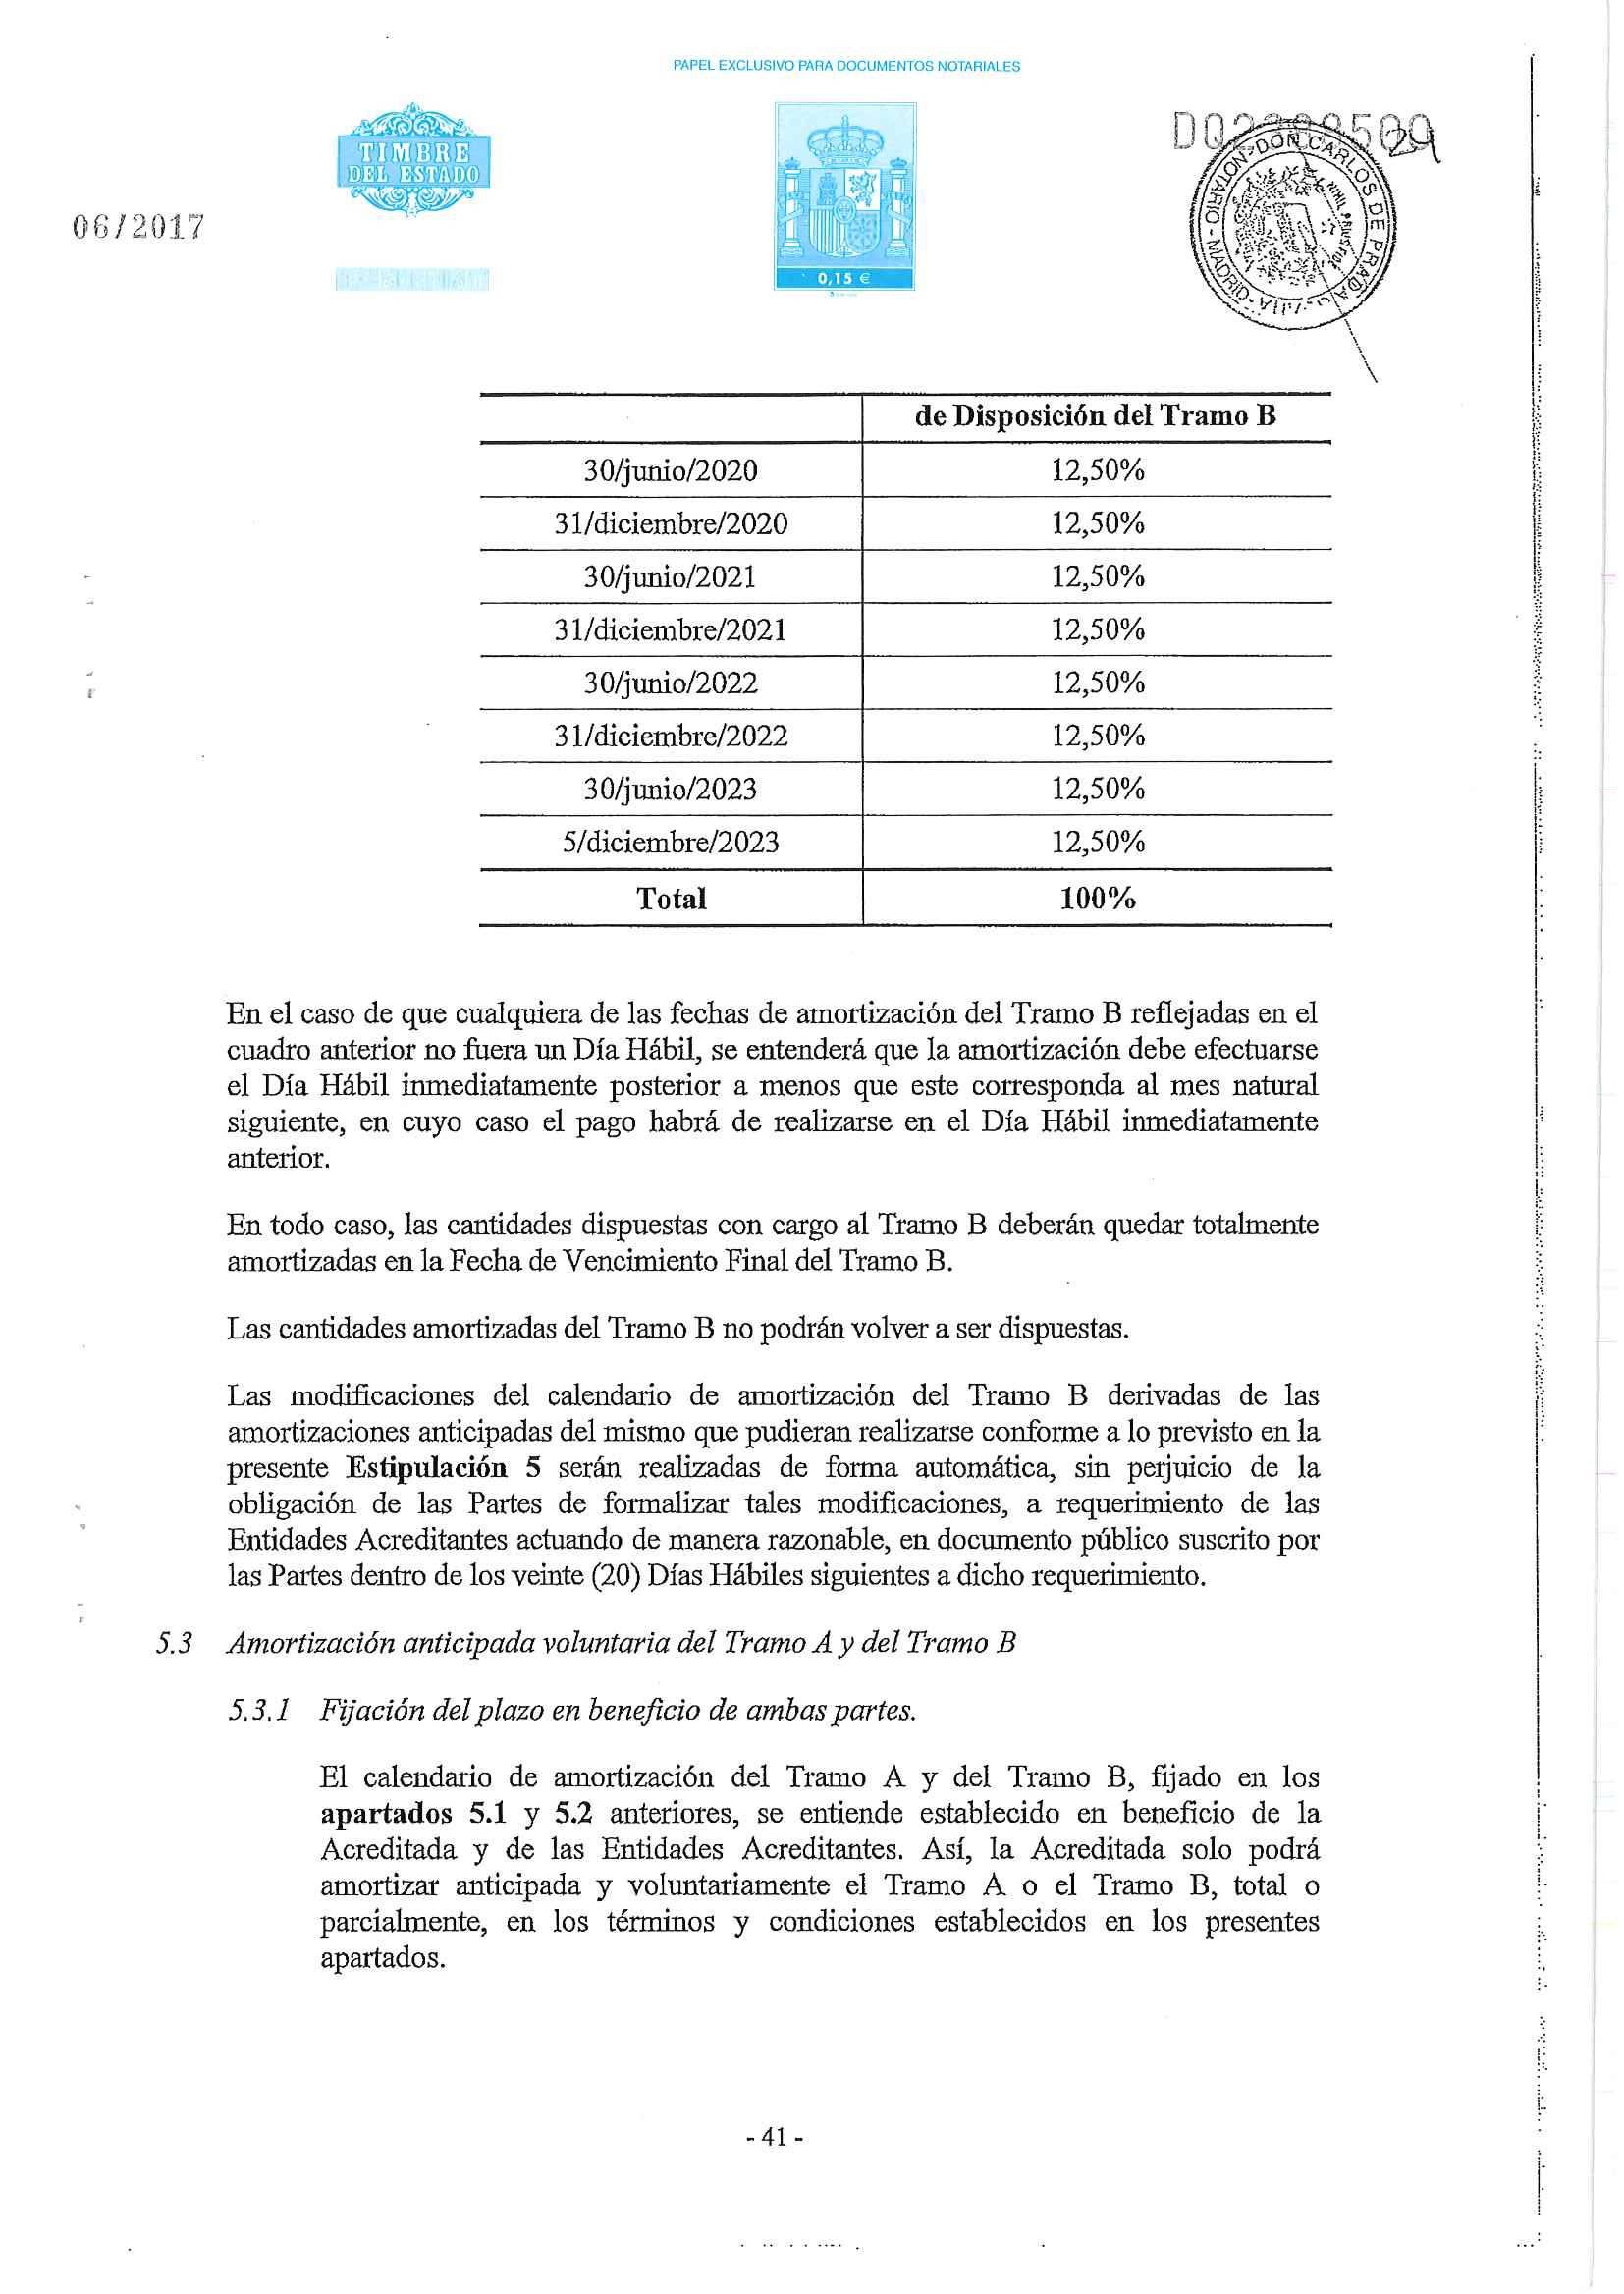 PAPEL EXCLUSIVO PARA DOCUMENTOS NOTARIALES
TIMBRE
DEL ESTADO
06/2017
0,15 €
NOTARIO - DON CARLOS DE PRADA
MADRID
NIHIL PRIUS FIDE
29
de Disposición del Tramo B
30/junio/2020 12,50%
31/diciembre/2020 12,50%
30/junio/2021 12,50%
31/diciembre/2021 12,50%
30/junio/2022 12,50%
31/diciembre/2022 12,50%
30/junio/2023 12,50%
5/diciembre/2023 12,50%
Total 100%
En el caso de que cualquiera de las fechas de amortización del Tramo B reflejadas en el
cuadro anterior no fuera un Día Hábil, se entenderá que la amortización debe efectuarse
el Día Hábil inmediatamente posterior a menos que este corresponda al mes natural
siguiente, en cuyo caso el pago habrá de realizarse en el Día Hábil inmediatamente
anterior.
En todo caso, las cantidades dispuestas con cargo al Tramo B deberán quedar totalmente
amortizadas en la Fecha de Vencimiento Final del Tramo B.
Las cantidades amortizadas del Tramo B no podrán volver a ser dispuestas.
Las modificaciones del calendario de amortización del Tramo B derivadas de las
amortizaciones anticipadas del mismo que pudieran realizarse conforme a lo previsto en la
presente Estipulación 5 serán realizadas de forma automática, sin perjuicio de la
obligación de las Partes de formalizar tales modificaciones, a requerimiento de las
Entidades Acreditantes actuando de manera razonable, en documento público suscrito por
las Partes dentro de los veinte (20) Días Hábiles siguientes a dicho requerimiento.
5.3 Amortización anticipada voluntaria del Tramo A y del Tramo B
5.3.1 Fijación del plazo en beneficio de ambas partes.
El calendario de amortización del Tramo A y del Tramo B, fijado en los
apartados 5.1 y 5.2 anteriores, se entiende establecido en beneficio de la
Acreditada y de las Entidades Acreditantes. Así, la Acreditada solo podrá
amortizar anticipada y voluntariamente el Tramo A o el Tramo B, total o
parcialmente, en los términos y condiciones establecidos en los presentes
apartados.
- 41 -